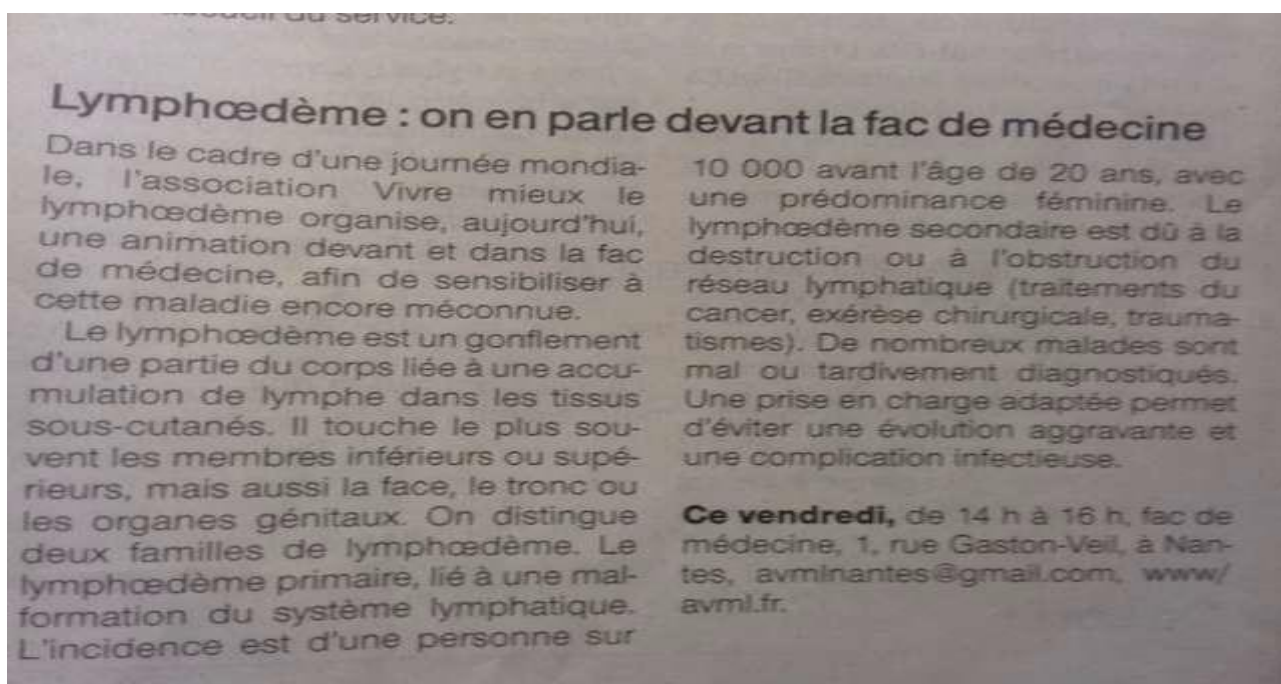 accueil du service.
Lymphœdème : on en parle devant la fac de médecine
Dans le cadre d'une journée mondia-
le, l'association Vivre mieux le
lymphœdème organise, aujourd'hui,
une animation devant et dans la fac
de médecine, afin de sensibiliser à
cette maladie encore méconnue.
Le lymphœdème est un gonflement
d'une partie du corps liée à une accu-
mulation de lymphe dans les tissus
sous-cutanés. Il touche le plus sou-
vent les membres inférieurs ou supé-
rieurs, mais aussi la face, le tronc ou
les organes génitaux. On distingue
deux familles de lymphœdème. Le
lymphœdème primaire, lié à une mal-
formation du système lymphatique.
L'incidence est d'une personne sur
10 000 avant l'âge de 20 ans, avec
une prédominance féminine. Le
lymphœdème secondaire est dû à la
destruction ou à l'obstruction du
réseau lymphatique (traitements du
cancer, exérèse chirurgicale, trauma-
tismes). De nombreux malades sont
mal ou tardivement diagnostiqués.
Une prise en charge adaptée permet
d'éviter une évolution aggravante et
une complication infectieuse.
Ce vendredi, de 14 h à 16 h, fac de
médecine, 1, rue Gaston-Veil, à Nan-
tes, avmlnantes@gmail.com, www/
avml.fr.